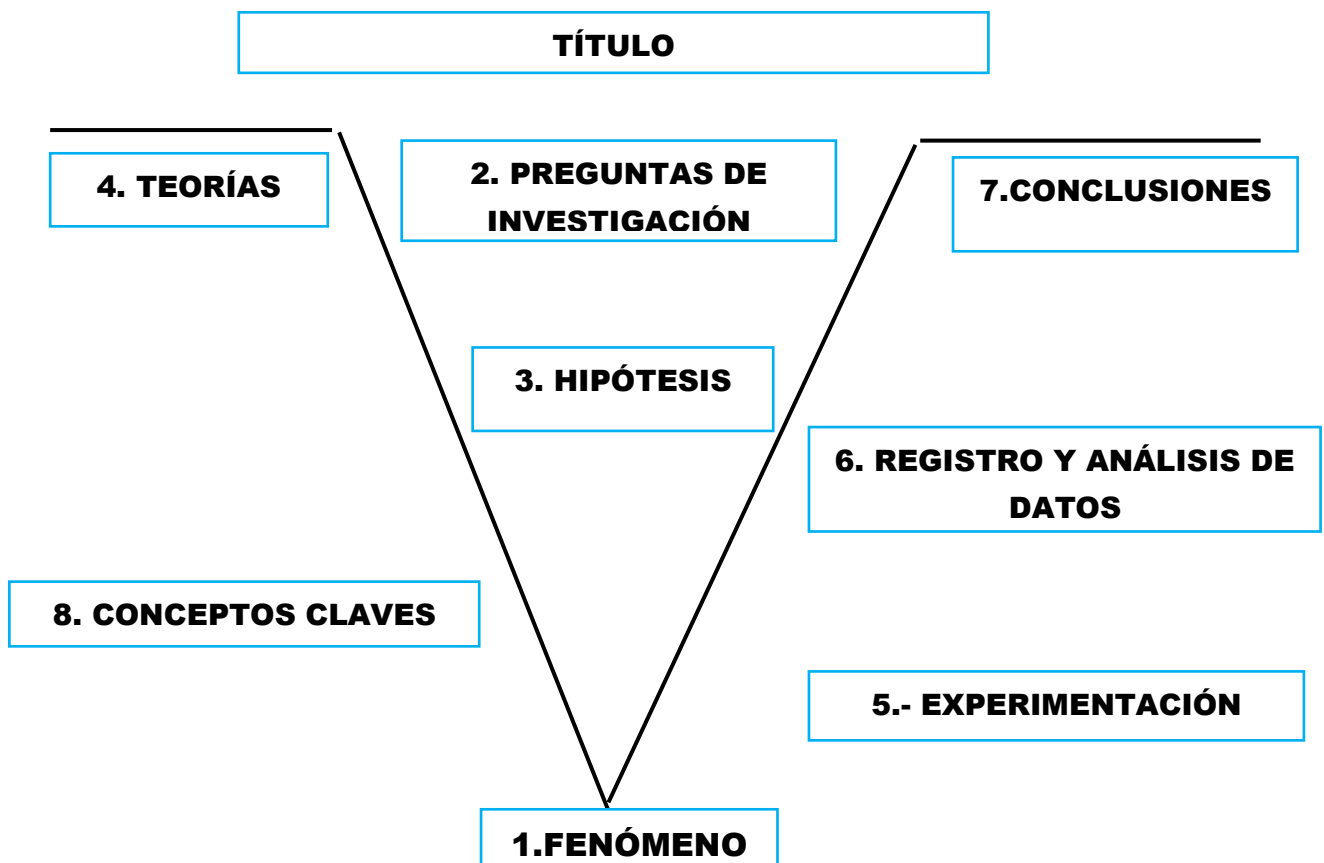 TÍTULO
4. TEORÍAS
2. PREGUNTAS DE
INVESTIGACIÓN
7.CONCLUSIONES
3. HIPÓTESIS
6. REGISTRO Y ANÁLISIS DE
DATOS
8. CONCEPTOS CLAVES
5.- EXPERIMENTACIÓN
1.FENÓMENO